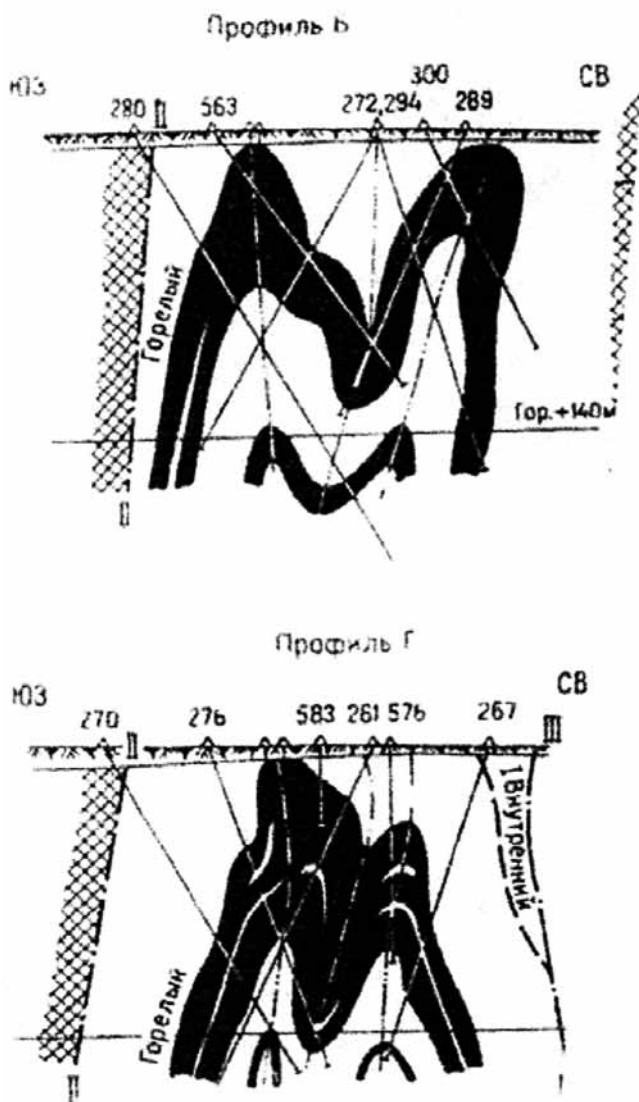 Профиль Б
ЮЗ
СВ
280 II 563 272,294 300 289
Горелый
Гор.+140м
II
Профиль Г
ЮЗ
СВ
270 II 276 583 261 576 267 III
I Внутренний
Горелый
II I